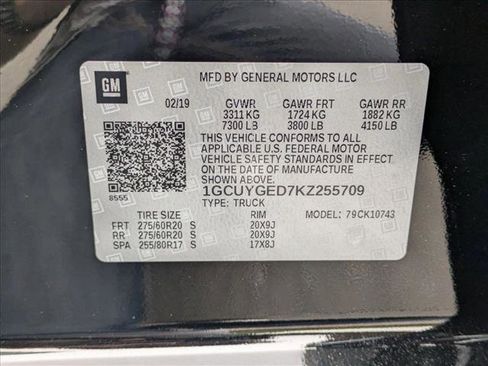 GM
MFD BY GENERAL MOTORS LLC
02/19 GVWR GAWR FRT GAWR RR
3311 KG 1724 KG 1882 KG
7300 LB 3800 LB 4150 LB
THIS VEHICLE CONFORMS TO ALL
APPLICABLE U.S. FEDERAL MOTOR
VEHICLE SAFETY STANDARDS IN EFFECT
ON THE DATE OF MANUFACTURE
SHOWN ABOVE.
8555
1GCUYGED7KZ255709
TYPE: TRUCK MODEL: 79CK10743
TIRE SIZE RIM
FRT 275/60R20 S 20X9J
RR 275/60R20 S 20X9J
SPA 255/80R17 S 17X8J